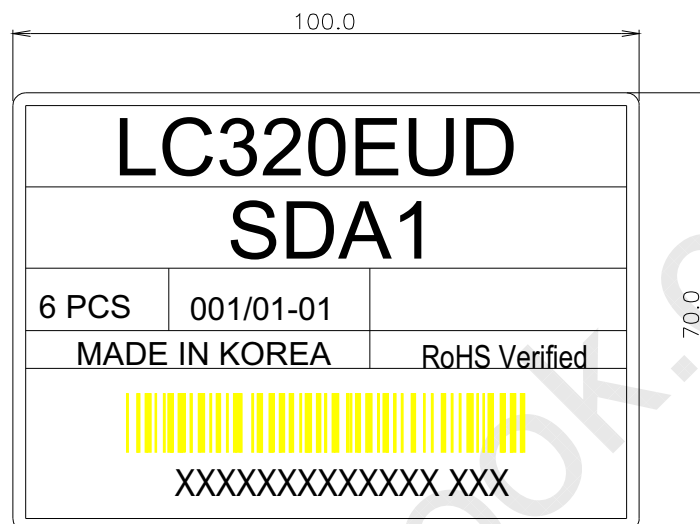 100.0
LC320EUD
SDA1
70.0
6 PCS 001/01-01
MADE IN KOREA RoHS Verified
XXXXXXXXXXXXX XXX